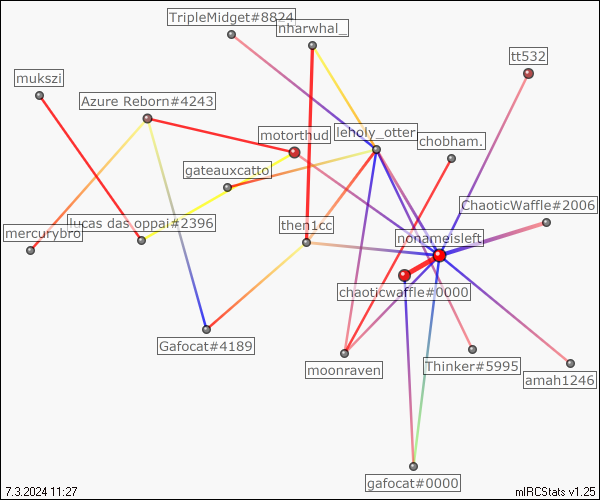 TripleMidget#8824
nharwhal_
tt532
mukszi
Azure Reborn#4243
motorthud
leholy_otter
chobham.
gateauxcatto
ChaoticWaffle#2006
lucas das oppai#2396
mercurybro
then1cc
nonameisleft
chaoticwaffle#0000
Gafocat#4189
moonraven
Thinker#5995
amah1246
gafocat#0000
7.3.2024 11:27
mIRCStats v1.25